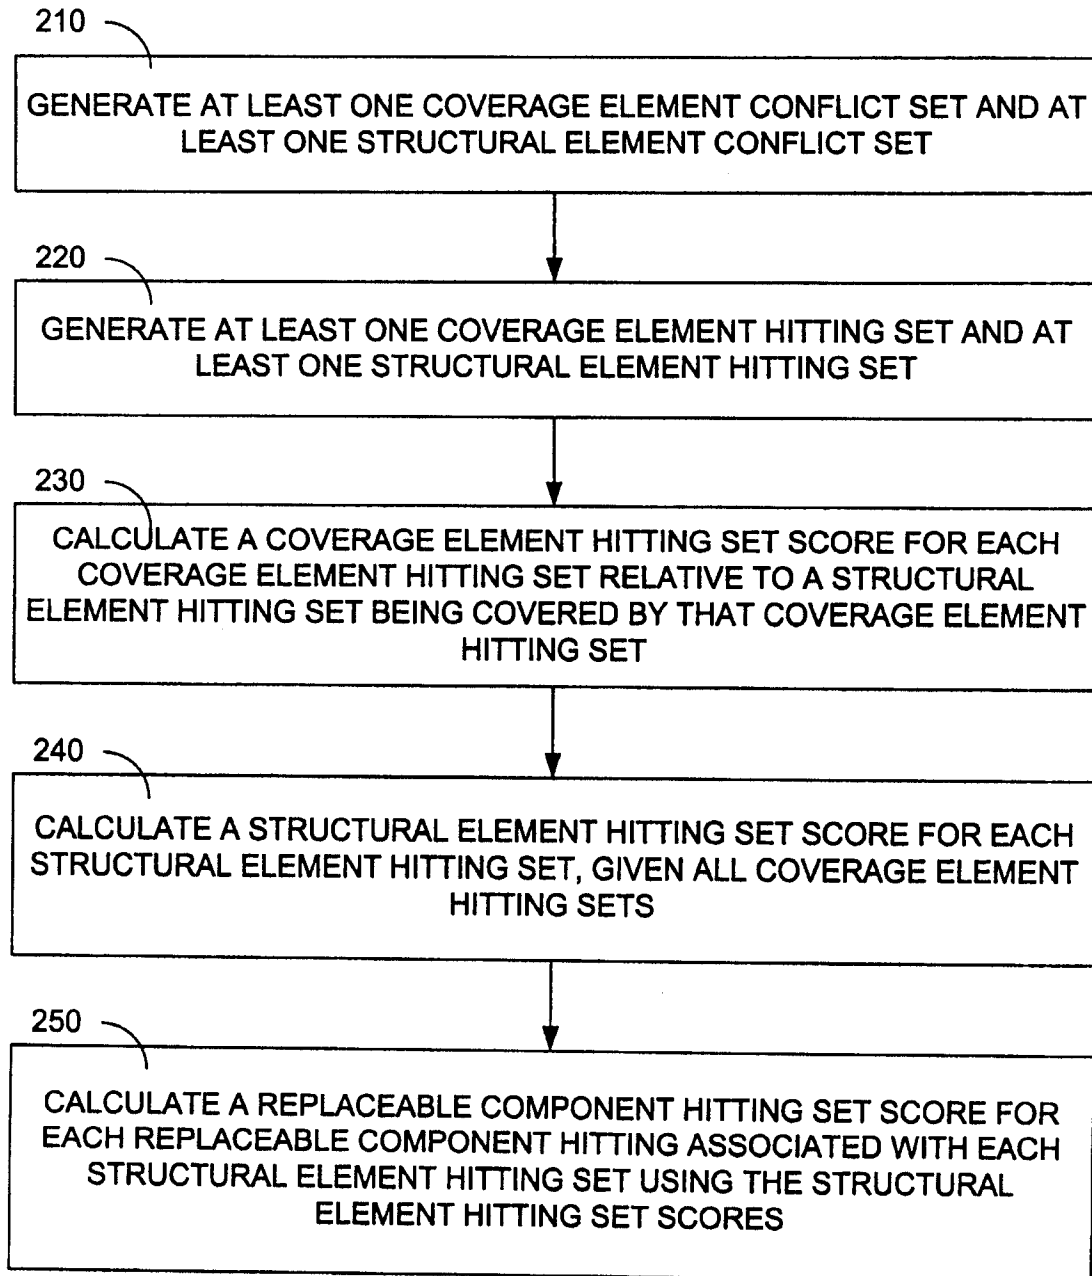 210
GENERATE AT LEAST ONE COVERAGE ELEMENT CONFLICT SET AND AT
LEAST ONE STRUCTURAL ELEMENT CONFLICT SET
220
GENERATE AT LEAST ONE COVERAGE ELEMENT HITTING SET AND AT
LEAST ONE STRUCTURAL ELEMENT HITTING SET
230
CALCULATE A COVERAGE ELEMENT HITTING SET SCORE FOR EACH
COVERAGE ELEMENT HITTING SET RELATIVE TO A STRUCTURAL
ELEMENT HITTING SET BEING COVERED BY THAT COVERAGE ELEMENT
HITTING SET
240
CALCULATE A STRUCTURAL ELEMENT HITTING SET SCORE FOR EACH
STRUCTURAL ELEMENT HITTING SET, GIVEN ALL COVERAGE ELEMENT
HITTING SETS
250
CALCULATE A REPLACEABLE COMPONENT HITTING SET SCORE FOR
EACH REPLACEABLE COMPONENT HITTING ASSOCIATED WITH EACH
STRUCTURAL ELEMENT HITTING SET USING THE STRUCTURAL
ELEMENT HITTING SET SCORES